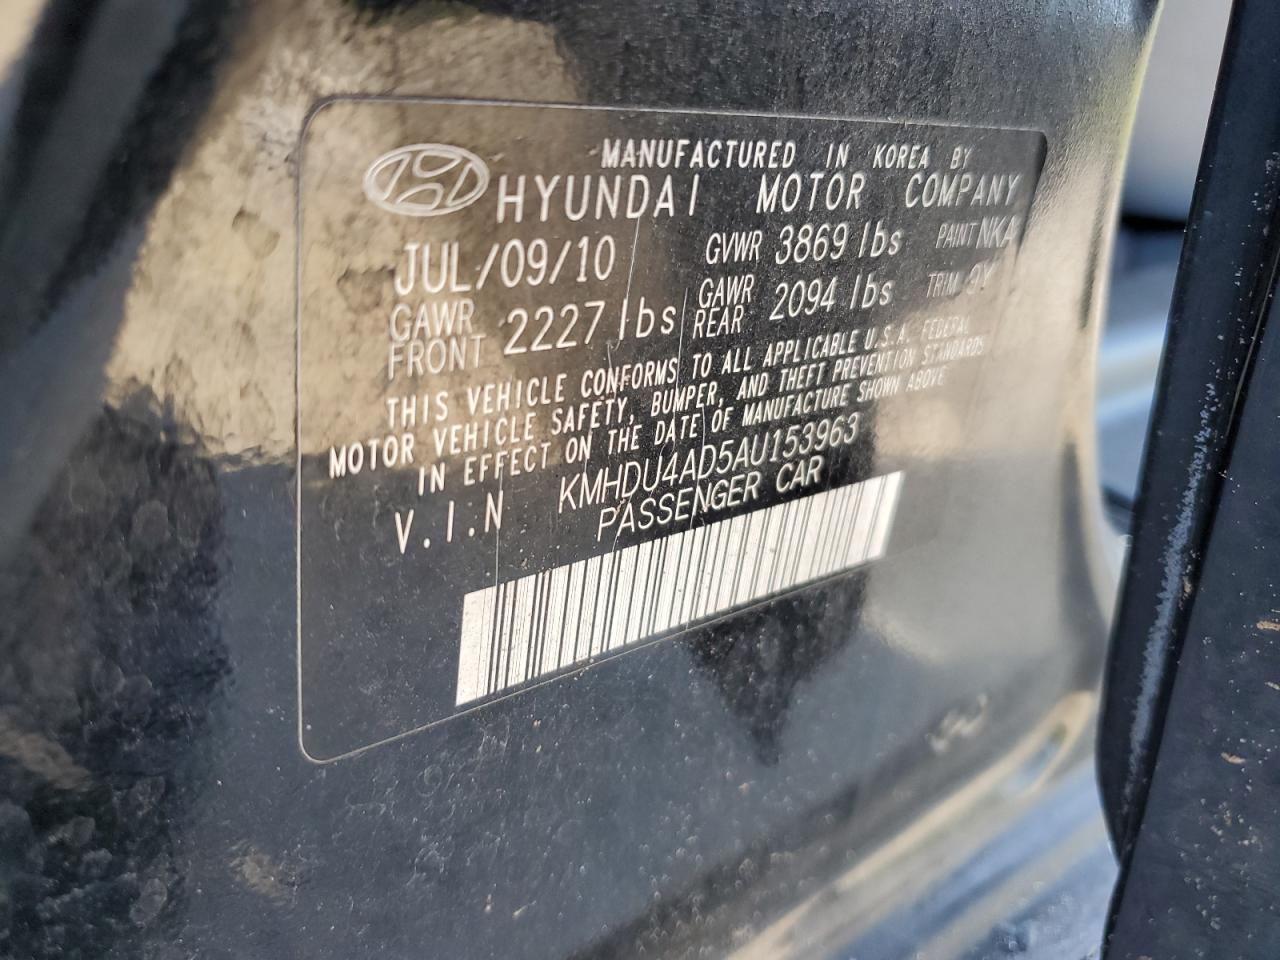 MANUFACTURED IN KOREA BY
HYUNDAI MOTOR COMPANY
JUL/09/10 GVWR 3869 lbs PAINT NKA
GAWR FRONT 2227 lbs GAWR REAR 2094 lbs TRIM 9Y
THIS VEHICLE CONFORMS TO ALL APPLICABLE U.S.A. FEDERAL
MOTOR VEHICLE SAFETY, BUMPER, AND THEFT PREVENTION STANDARDS
IN EFFECT ON THE DATE OF MANUFACTURE SHOWN ABOVE
V.I.N KMHDU4AD5AU153963
PASSENGER CAR